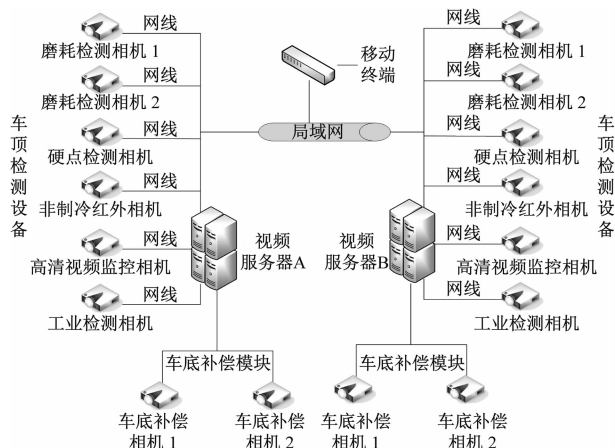 网线
磨耗检测相机 1
网线
磨耗检测相机 2
网线
硬点检测相机
网线
非制冷红外相机
网线
高清视频监控相机
网线
工业检测相机
车顶检测设备
移动
终端
局域网
视频
服务器A
视频
服务器B
网线
磨耗检测相机 1
网线
磨耗检测相机 2
网线
硬点检测相机
网线
非制冷红外相机
网线
高清视频监控相机
网线
工业检测相机
车顶检测设备
车底补偿模块
车底补偿
相机 1
车底补偿
相机 2
车底补偿模块
车底补偿
相机 1
车底补偿
相机 2